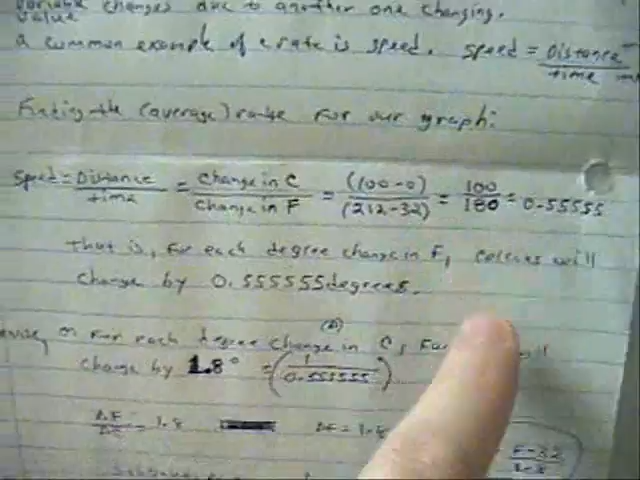 variable changes due to another one changing.
value
a common example of a rate is speed. speed = Distance / time
Finding the (average) rate for our graph:
speed = Distance / time = change in C / change in F = (100-0) / (212-32) = 100 / 180 = 0.55555
that is, for each degree change in F, celcius will
change by 0.555555 degrees.
or for each degree change in C,
change by 1.8° = (1 / 0.555555)
ΔF / ΔC = 1.8 ΔF = 1.8
F-32 / 1.8